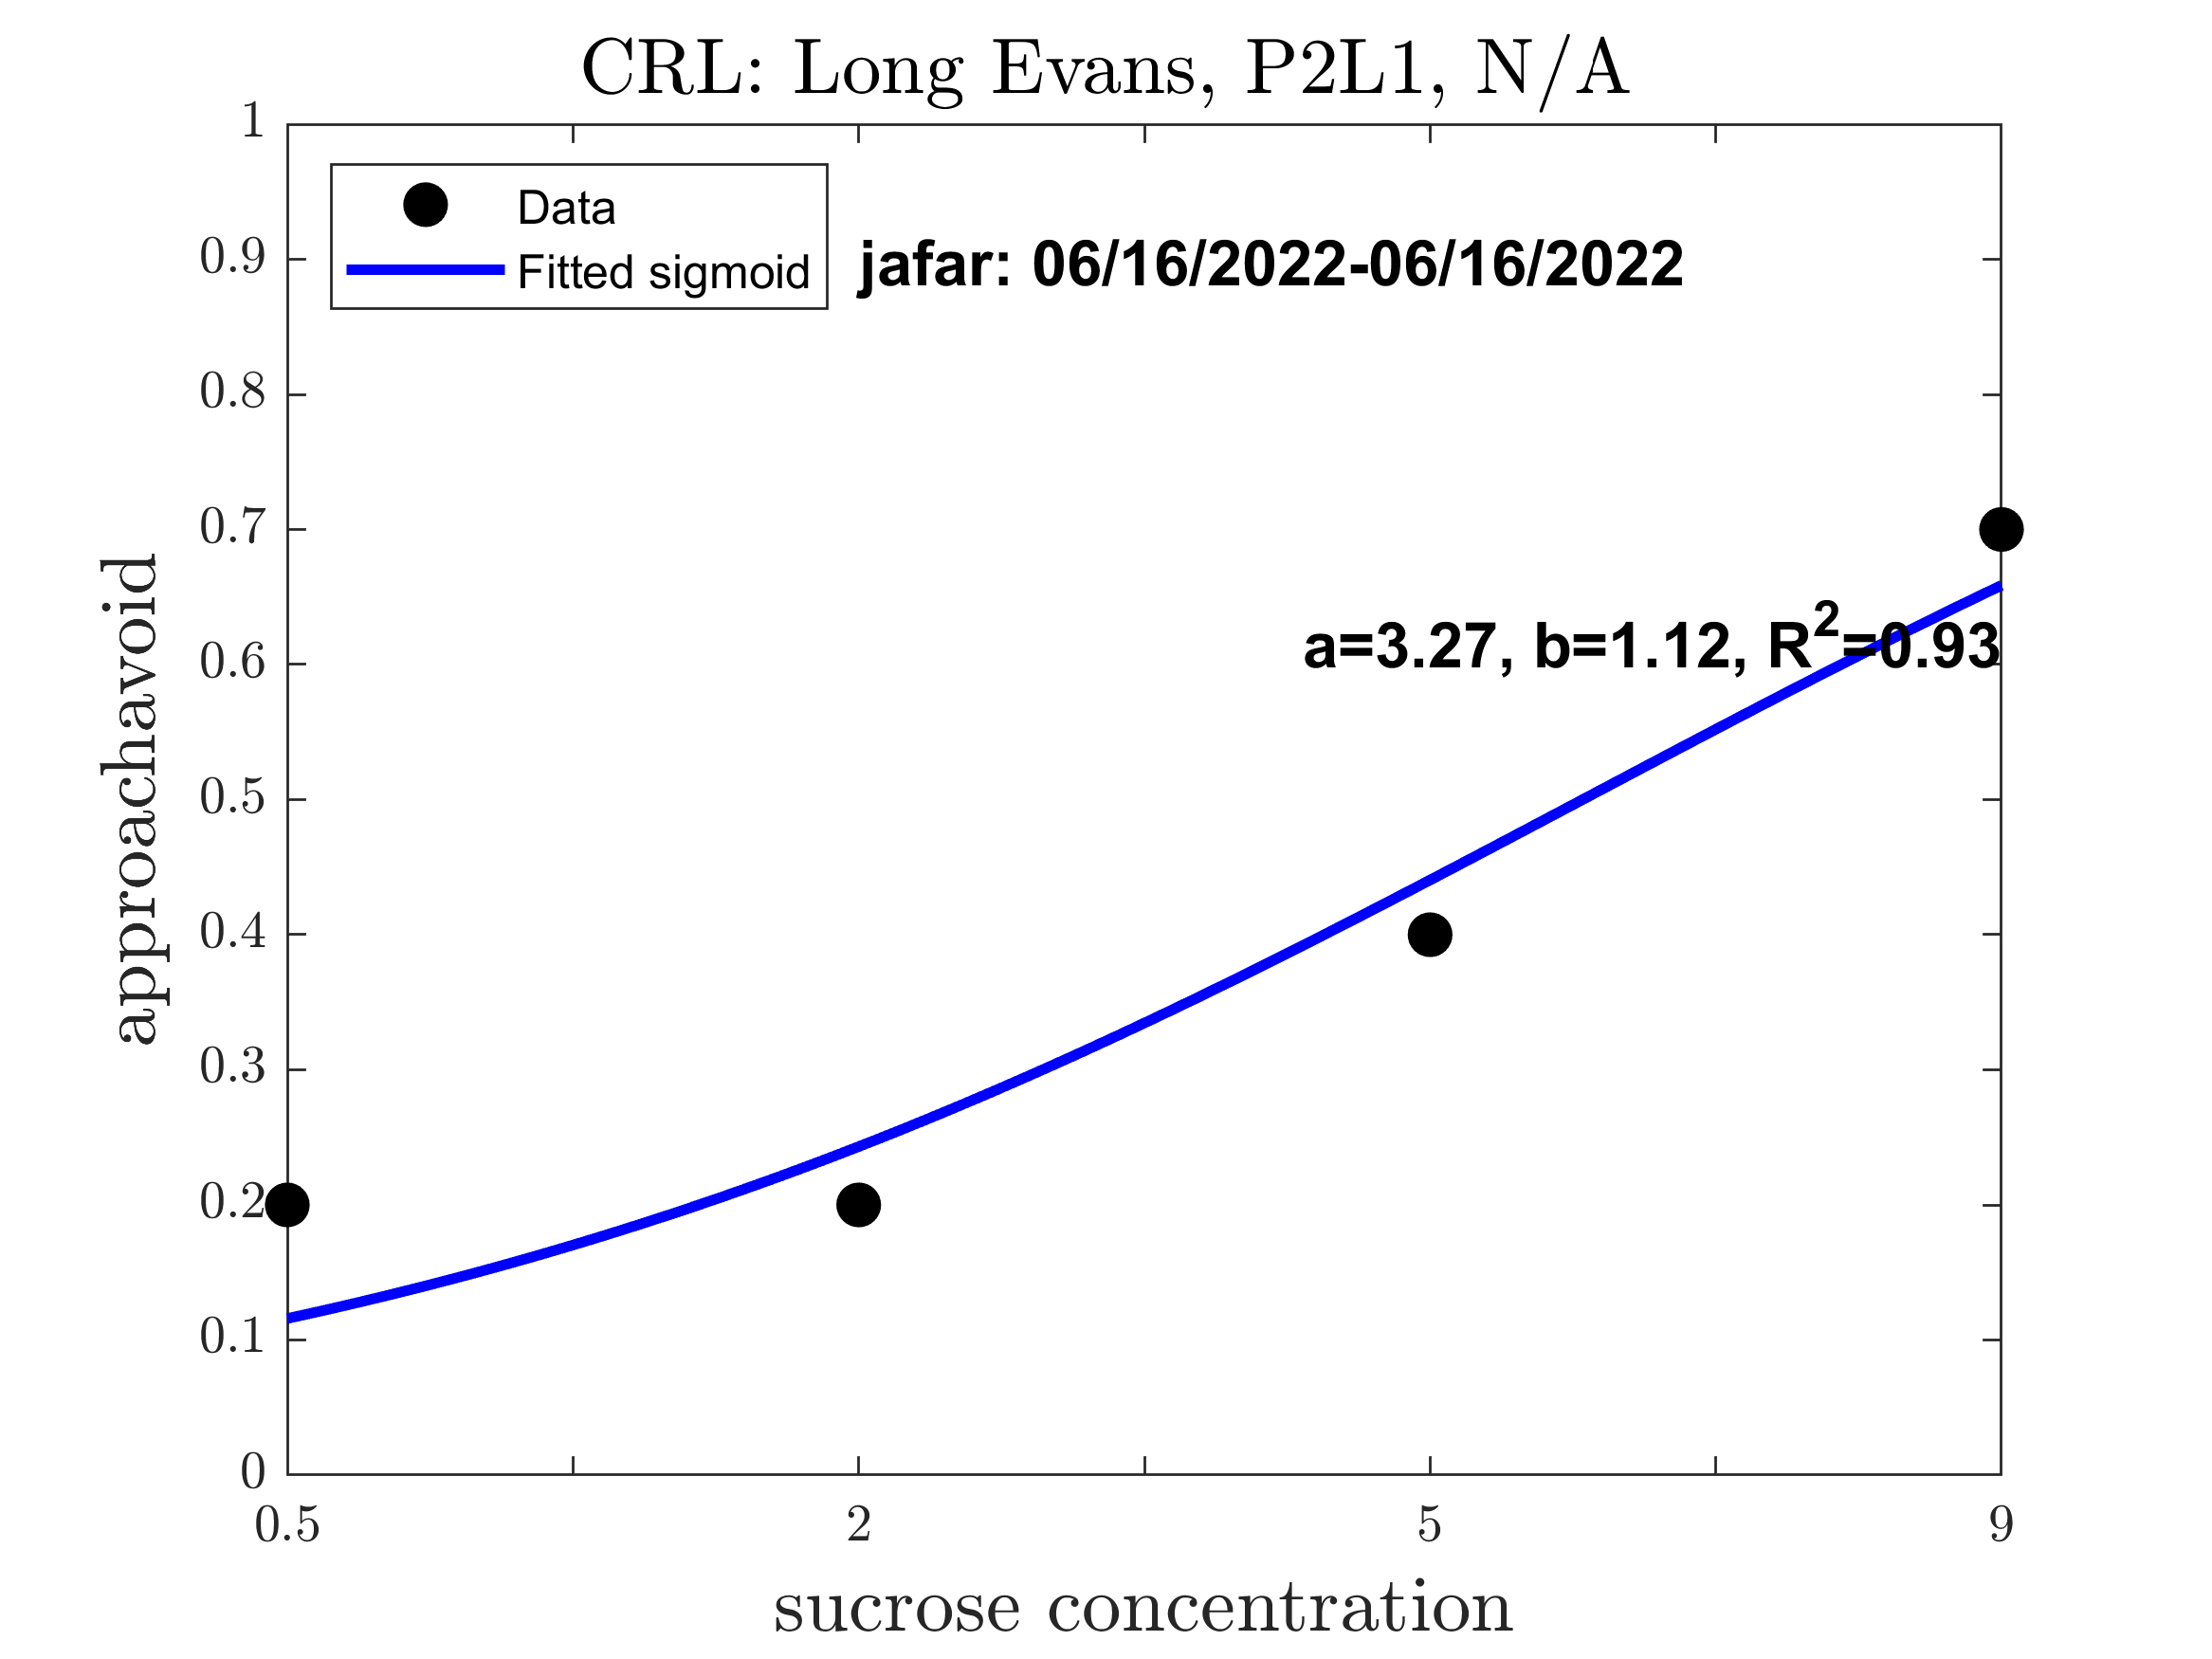 CRL: Long Evans, P2L1, N/A
1
Data
Fitted sigmoid
jafar: 06/16/2022-06/16/2022
0.9
0.8
0.7
a=3.27, b=1.12, R²=0.93
0.6
0.5
0.4
0.3
0.2
0.1
0
approachavoid
0.5 2 5 9
sucrose concentration